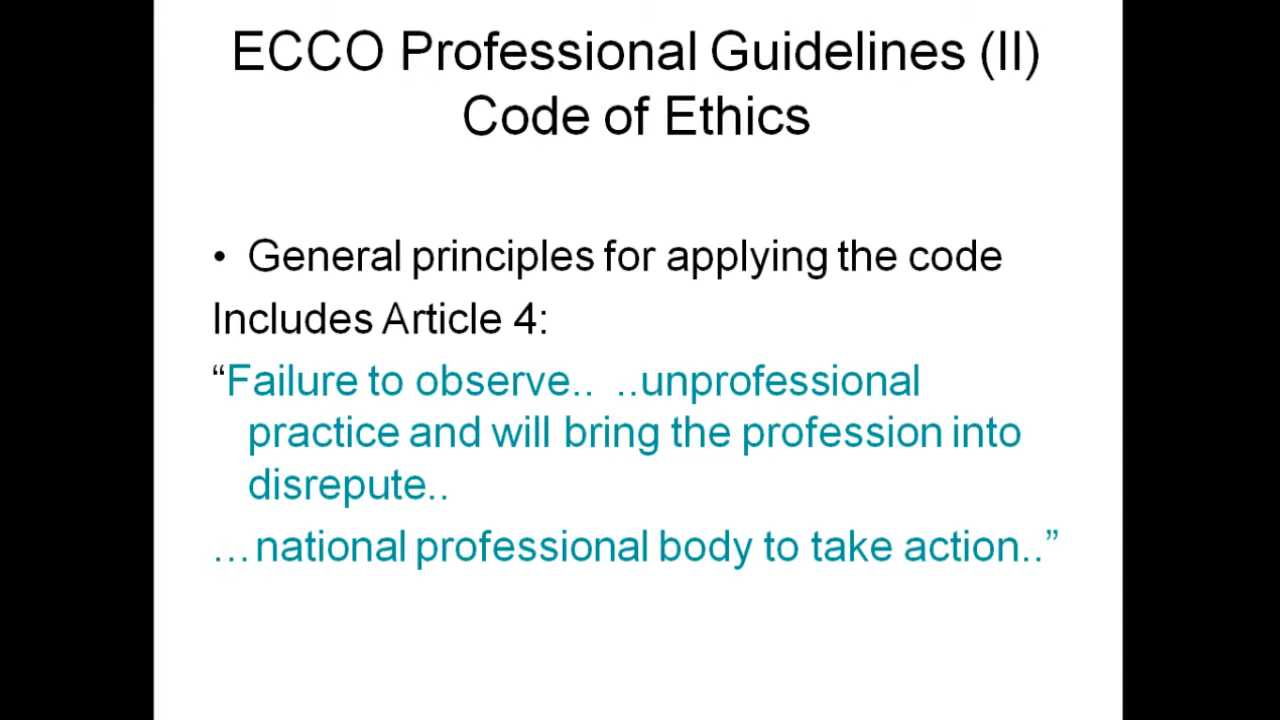 ECCO Professional Guidelines (II)
Code of Ethics
• General principles for applying the code
Includes Article 4:
“Failure to observe.. ..unprofessional
practice and will bring the profession into
disrepute..
…national professional body to take action..”